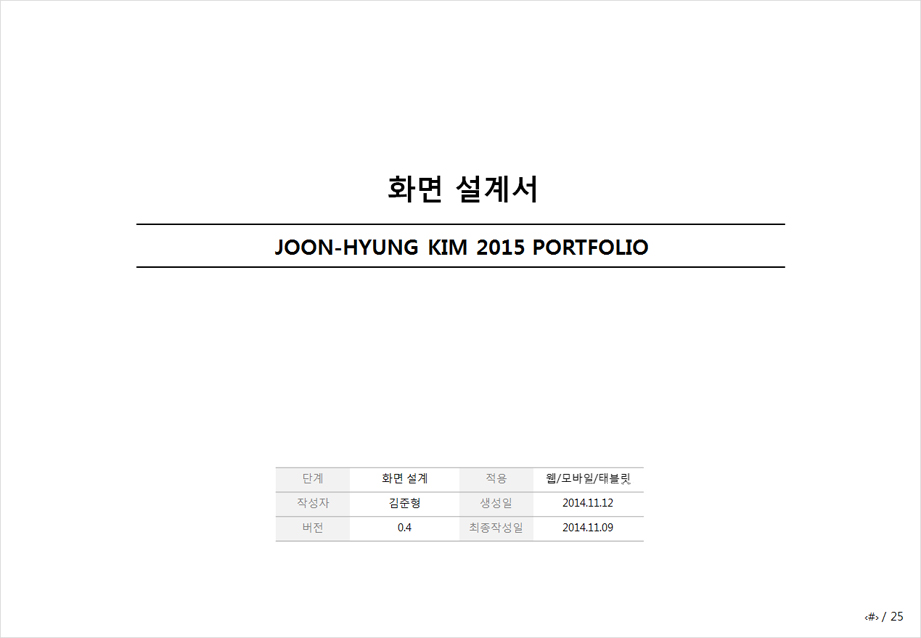 화면 설계서
JOON-HYUNG KIM 2015 PORTFOLIO
단계 화면 설계 적용 웹/모바일/태블릿
작성자 김준형 생성일 2014.11.12
버전 0.4 최종작성일 2014.11.09
‹#› / 25